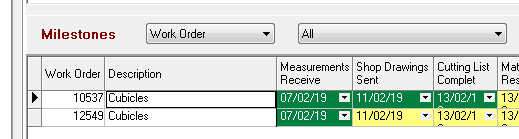 Milestones Work Order All
Work Order Description Measurements Receive Shop Drawings Sent Cutting List Complet
10537 Cubicles 07/02/19 11/02/19 13/02/1 13/
12549 Cubicles 07/02/19 11/02/19 13/02/1 13/